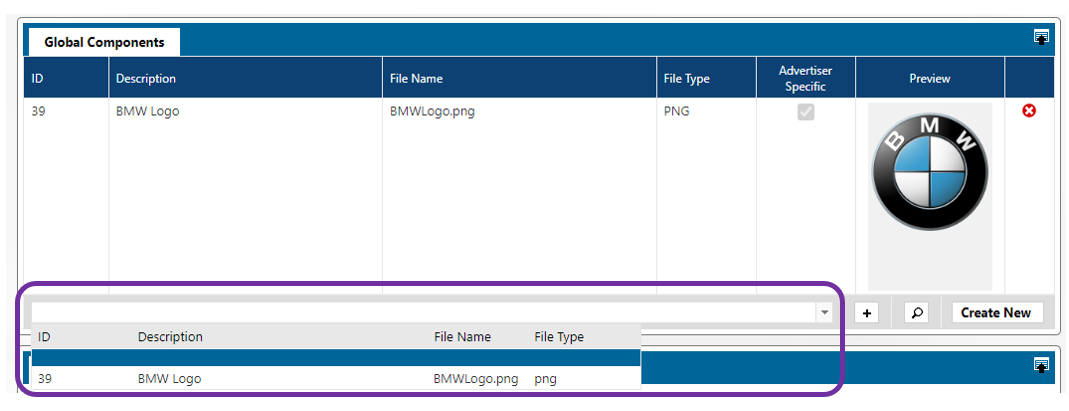 Global Components
ID Description File Name File Type Advertiser Specific Preview
39 BMW Logo BMWLogo.png PNG
BMW
+ Create New
ID Description File Name File Type
39 BMW Logo BMWLogo.png png